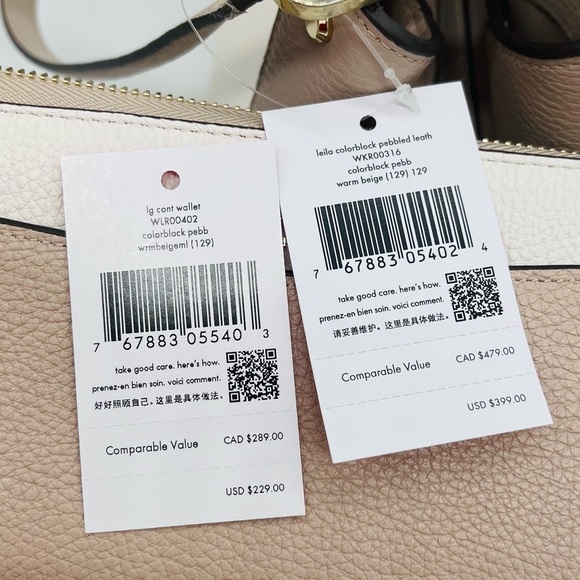 lg cont wallet
WLR00402
colorblock pebb
wrmbeigeml (129)
7 67883 05540 3
take good care. here's how.
prenez-en bien soin. voici comment.
好好照顾自己。这里是具体做法。
Comparable Value CAD $289.00
USD $229.00
leila colorblock pebbled leath
WKR00316
colorblock pebb
warm beige (129) 129
7 67883 05402 4
take good care. here's how.
prenez-en bien soin. voici comment.
请妥善维护。这里是具体做法。
Comparable Value CAD $479.00
USD $399.00